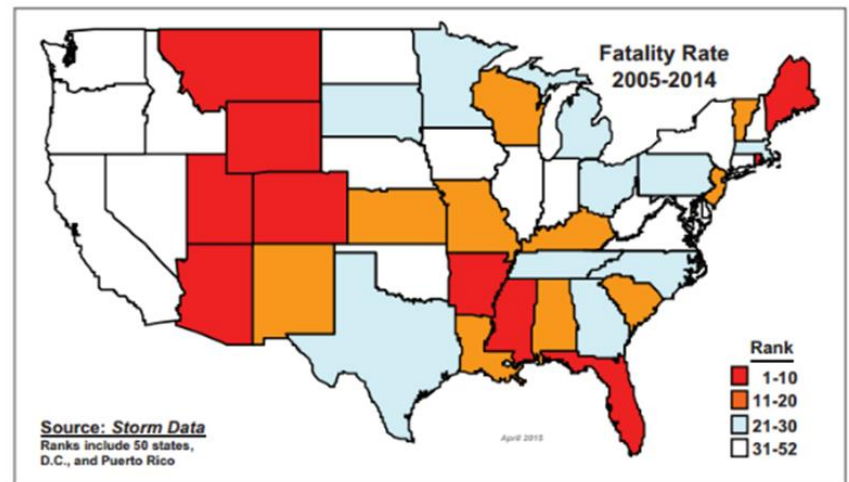 Fatality Rate
2005-2014
Rank
1-10
11-20
21-30
31-52
Source: Storm Data
Ranks include 50 states,
D.C., and Puerto Rico
April 2015